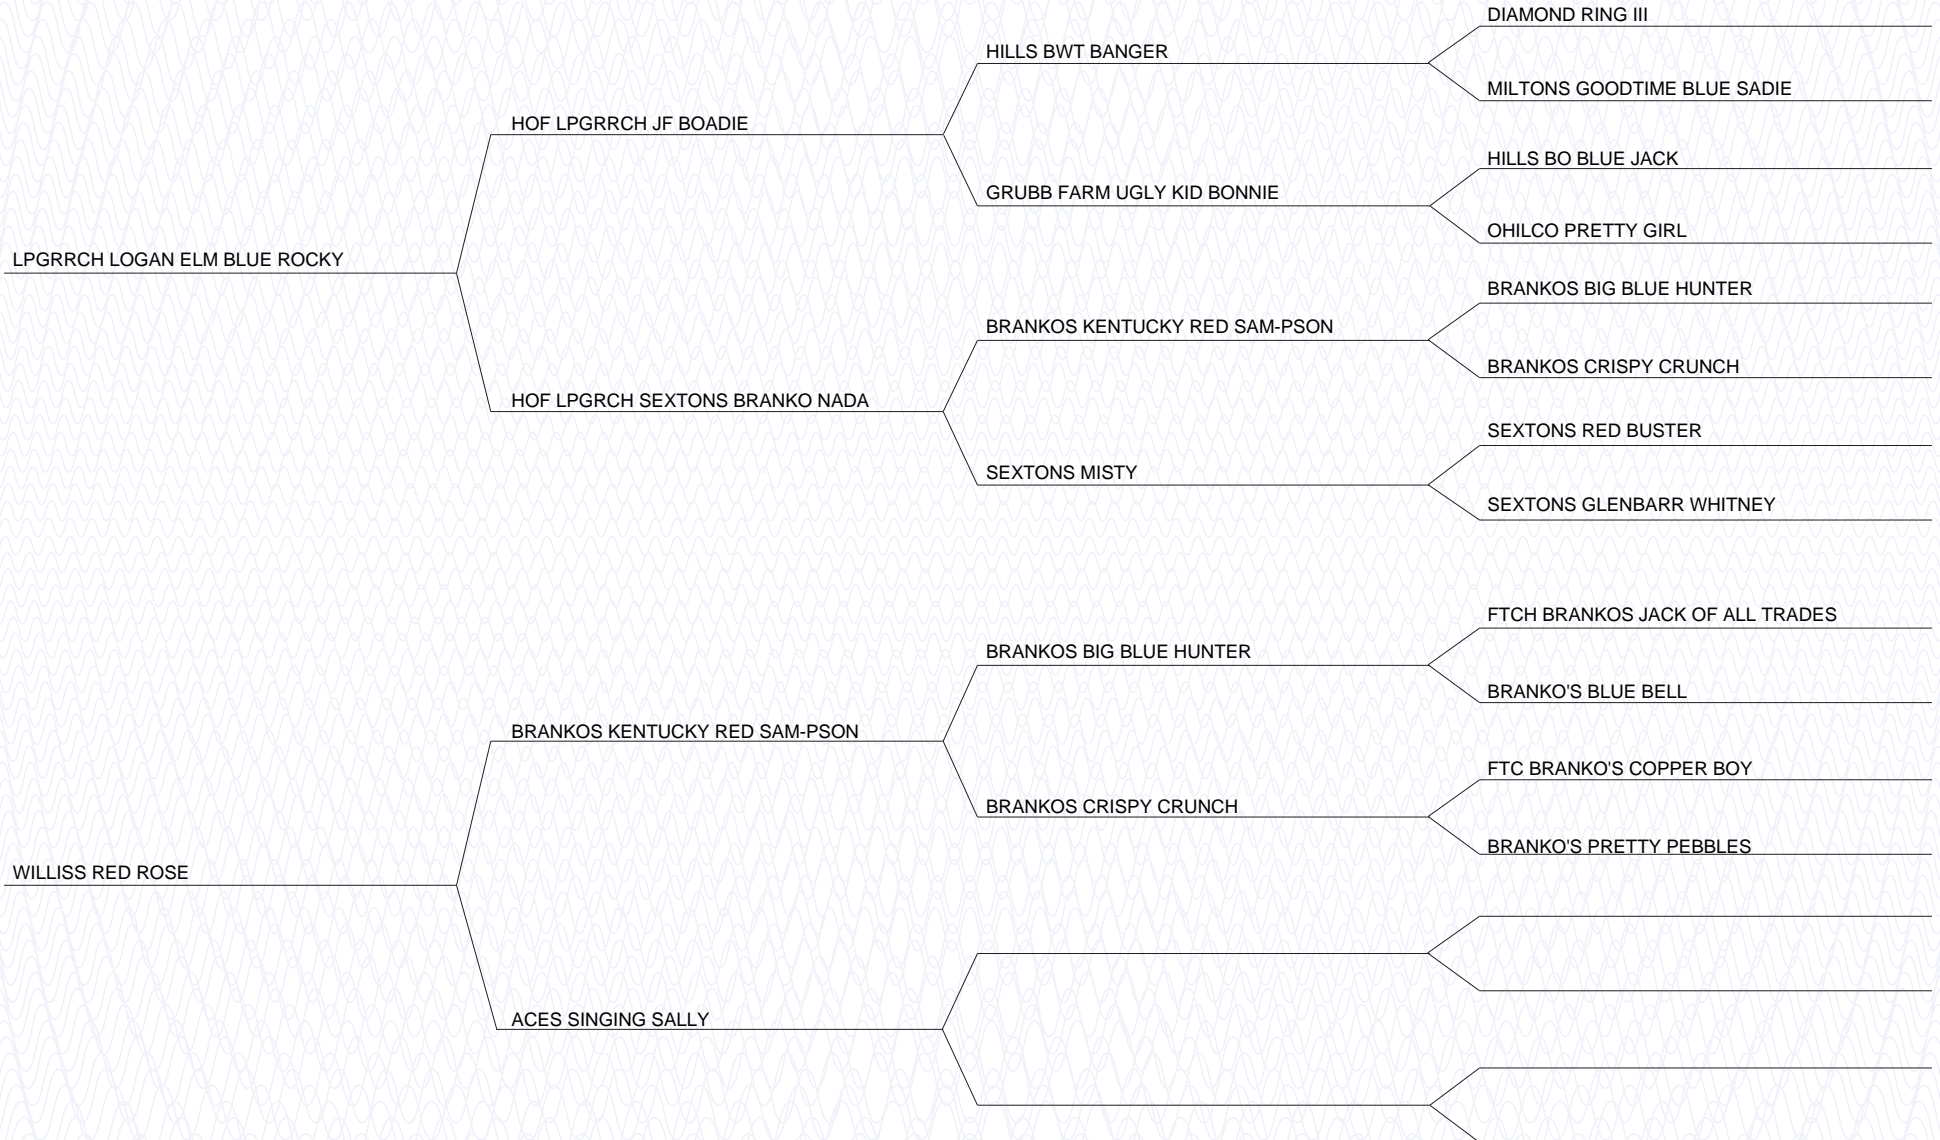 DIAMOND RING III
HILLS BWT BANGER
MILTONS GOODTIME BLUE SADIE
HOF LPGRRCH JF BOADIE
HILLS BO BLUE JACK
GRUBB FARM UGLY KID BONNIE
OHILCO PRETTY GIRL
LPGRRCH LOGAN ELM BLUE ROCKY
BRANKOS BIG BLUE HUNTER
BRANKOS KENTUCKY RED SAM-PSON
BRANKOS CRISPY CRUNCH
HOF LPGRCH SEXTONS BRANKO NADA
SEXTONS RED BUSTER
SEXTONS MISTY
SEXTONS GLENBARR WHITNEY
FTCH BRANKOS JACK OF ALL TRADES
BRANKOS BIG BLUE HUNTER
BRANKO'S BLUE BELL
BRANKOS KENTUCKY RED SAM-PSON
FTC BRANKO'S COPPER BOY
BRANKOS CRISPY CRUNCH
BRANKO'S PRETTY PEBBLES
WILLISS RED ROSE
ACES SINGING SALLY